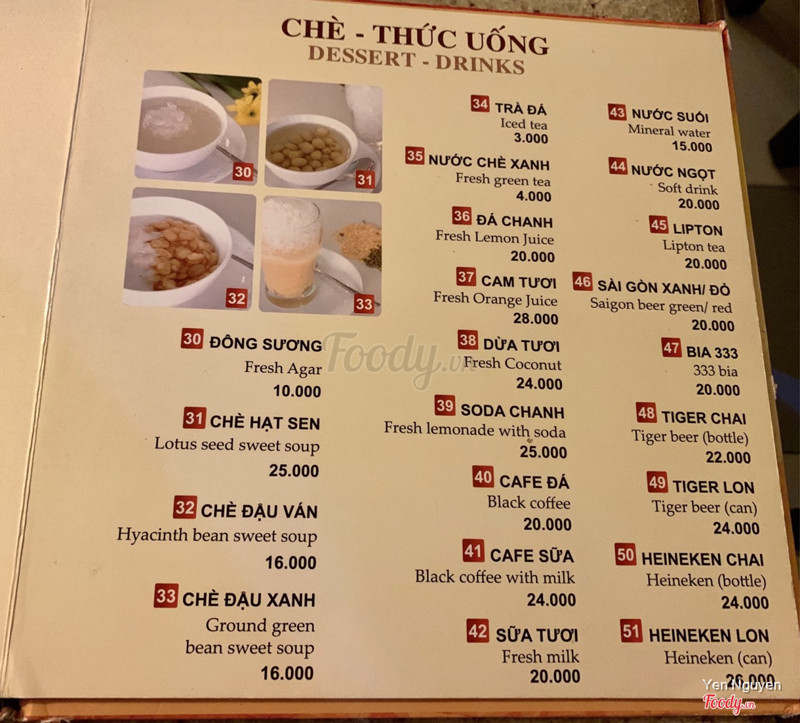 CHÈ - THỨC UỐNG
DESSERT - DRINKS
30
31
32
33
30 ĐÔNG SƯƠNG
Fresh Agar
10.000
31 CHÈ HẠT SEN
Lotus seed sweet soup
25.000
32 CHÈ ĐẬU VÁN
Hyacinth bean sweet soup
16.000
33 CHÈ ĐẬU XANH
Ground green
bean sweet soup
16.000
34 TRÀ ĐÁ
Iced tea
3.000
35 NƯỚC CHÈ XANH
Fresh green tea
4.000
36 ĐÁ CHANH
Fresh Lemon Juice
20.000
37 CAM TƯƠI
Fresh Orange Juice
28.000
38 DỪA TƯƠI
Fresh Coconut
24.000
39 SODA CHANH
Fresh lemonade with soda
25.000
40 CAFE ĐÁ
Black coffee
20.000
41 CAFE SỮA
Black coffee with milk
24.000
42 SỮA TƯƠI
Fresh milk
20.000
43 NƯỚC SUỐI
Mineral water
15.000
44 NƯỚC NGỌT
Soft drink
20.000
45 LIPTON
Lipton tea
20.000
46 SÀI GÒN XANH/ ĐỎ
Saigon beer green/ red
20.000
47 BIA 333
333 bia
20.000
48 TIGER CHAI
Tiger beer (bottle)
22.000
49 TIGER LON
Tiger beer (can)
24.000
50 HEINEKEN CHAI
Heineken (bottle)
24.000
51 HEINEKEN LON
Heineken (can)
26.000
Foody.vn
Yen Nguyen
Foody.vn